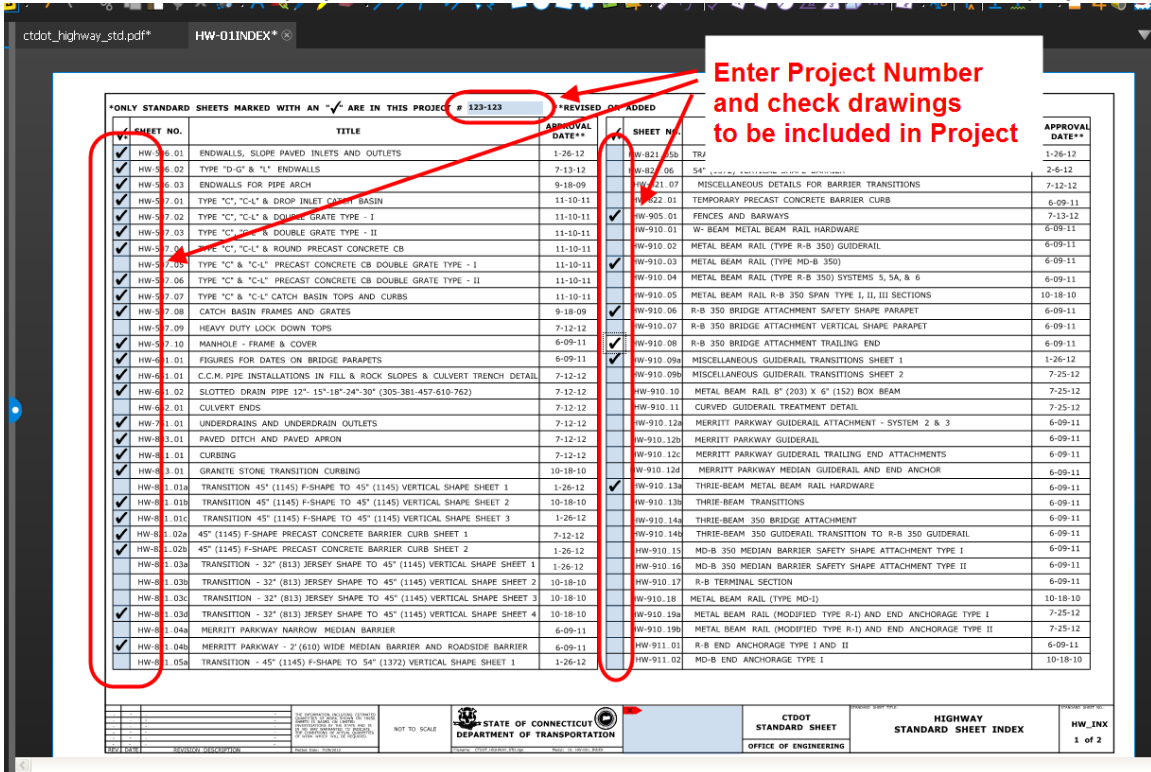 ctdot_highway_std.pdf* HW-01INDEX*
Enter Project Number
and check drawings
to be included in Project
*ONLY STANDARD SHEETS MARKED WITH AN "✓" ARE IN THIS PROJECT # 123-123 **REVISED OR ADDED
✓ SHEET NO. TITLE APPROVAL DATE**
✓ ENDWALLS, SLOPE PAVED INLETS AND OUTLETS 1-26-12
✓ TYPE "D-G" & "L" ENDWALLS 7-13-12
✓ ENDWALLS FOR PIPE ARCH 9-18-09
✓ TYPE "C", "C-L" & DROP INLET CATCH BASIN 11-10-11
✓ TYPE "C", "C-L" & DOUBLE GRATE TYPE - I 11-10-11
✓ TYPE "C", "C-L" & DOUBLE GRATE TYPE - II 11-10-11
✓ TYPE "C", "C-L" & ROUND PRECAST CONCRETE CB 11-10-11
TYPE "C" & "C-L" PRECAST CONCRETE CB DOUBLE GRATE TYPE - I 11-10-11
✓ TYPE "C" & "C-L" PRECAST CONCRETE CB DOUBLE GRATE TYPE - II 11-10-11
✓ TYPE "C" & "C-L" CATCH BASIN TOPS AND CURBS 11-10-11
✓ CATCH BASIN FRAMES AND GRATES 9-18-09
HEAVY DUTY LOCK DOWN TOPS 7-12-12
✓ MANHOLE - FRAME & COVER 6-09-11
✓ FIGURES FOR DATES ON BRIDGE PARAPETS 6-09-11
✓ C.C.M. PIPE INSTALLATIONS IN FILL & ROCK SLOPES & CULVERT TRENCH DETAIL 7-12-12
✓ SLOTTED DRAIN PIPE 12"- 15"-18"-24"-30" (305-381-457-610-762) 7-12-12
CULVERT ENDS 7-12-12
✓ UNDERDRAINS AND UNDERDRAIN OUTLETS 7-12-12
✓ PAVED DITCH AND PAVED APRON 7-12-12
✓ CURBING 7-12-12
✓ GRANITE STONE TRANSITION CURBING 10-18-10
TRANSITION 45" (1145) F-SHAPE TO 45" (1145) VERTICAL SHAPE SHEET 1 1-26-12
✓ TRANSITION 45" (1145) F-SHAPE TO 45" (1145) VERTICAL SHAPE SHEET 2 10-18-10
✓ TRANSITION 45" (1145) F-SHAPE TO 45" (1145) VERTICAL SHAPE SHEET 3 1-26-12
✓ 45" (1145) F-SHAPE PRECAST CONCRETE BARRIER CURB SHEET 1 7-12-12
✓ 45" (1145) F-SHAPE PRECAST CONCRETE BARRIER CURB SHEET 2 1-26-12
TRANSITION - 32" (813) JERSEY SHAPE TO 45" (1145) VERTICAL SHAPE SHEET 1 1-26-12
TRANSITION - 32" (813) JERSEY SHAPE TO 45" (1145) VERTICAL SHAPE SHEET 2 10-18-10
TRANSITION - 32" (813) JERSEY SHAPE TO 45" (1145) VERTICAL SHAPE SHEET 3 10-18-10
✓ TRANSITION - 32" (813) JERSEY SHAPE TO 45" (1145) VERTICAL SHAPE SHEET 4 10-18-10
MERRITT PARKWAY NARROW MEDIAN BARRIER 6-09-11
✓ MERRITT PARKWAY - 2' (610) WIDE MEDIAN BARRIER AND ROADSIDE BARRIER 6-09-11
TRANSITION - 45" (1145) F-SHAPE TO 54" (1372) VERTICAL SHAPE SHEET 1 1-26-12
✓ SHEET NO. APPROVAL DATE**
1-26-12
2-6-12
MISCELLANEOUS DETAILS FOR BARRIER TRANSITIONS 7-12-12
TEMPORARY PRECAST CONCRETE BARRIER CURB 6-09-11
✓ HW-905.01 FENCES AND BARWAYS 7-13-12
HW-910.01 W- BEAM METAL BEAM RAIL HARDWARE 6-09-11
HW-910.02 METAL BEAM RAIL (TYPE R-B 350) GUIDERAIL 6-09-11
✓ HW-910.03 METAL BEAM RAIL (TYPE MD-B 350) 6-09-11
HW-910.04 METAL BEAM RAIL (TYPE R-B 350) SYSTEMS 5, 5A, & 6 6-09-11
HW-910.05 METAL BEAM RAIL R-B 350 SPAN TYPE I, II, III SECTIONS 10-18-10
✓ HW-910.06 R-B 350 BRIDGE ATTACHMENT SAFETY SHAPE PARAPET 6-09-11
HW-910.07 R-B 350 BRIDGE ATTACHMENT VERTICAL SHAPE PARAPET 6-09-11
✓ HW-910.08 R-B 350 BRIDGE ATTACHMENT TRAILING END 6-09-11
✓ HW-910.09a MISCELLANEOUS GUIDERAIL TRANSITIONS SHEET 1 1-26-12
HW-910.09b MISCELLANEOUS GUIDERAIL TRANSITIONS SHEET 2 7-25-12
HW-910.10 METAL BEAM RAIL 8" (203) X 6" (152) BOX BEAM 7-25-12
HW-910.11 CURVED GUIDERAIL TREATMENT DETAIL 7-25-12
HW-910.12a MERRITT PARKWAY GUIDERAIL ATTACHMENT - SYSTEM 2 & 3 6-09-11
HW-910.12b MERRITT PARKWAY GUIDERAIL 6-09-11
HW-910.12c MERRITT PARKWAY GUIDERAIL TRAILING END ATTACHMENTS 6-09-11
HW-910.12d MERRITT PARKWAY MEDIAN GUIDERAIL AND END ANCHOR 6-09-11
✓ HW-910.13a THRIE-BEAM METAL BEAM RAIL HARDWARE 6-09-11
HW-910.13b THRIE-BEAM TRANSITIONS 6-09-11
HW-910.14a THRIE-BEAM 350 BRIDGE ATTACHMENT 6-09-11
HW-910.14b THRIE-BEAM 350 GUIDERAIL TRANSITION TO R-B 350 GUIDERAIL 6-09-11
HW-910.15 MD-B 350 MEDIAN BARRIER SAFETY SHAPE ATTACHMENT TYPE I 6-09-11
HW-910.16 MD-B 350 MEDIAN BARRIER SAFETY SHAPE ATTACHMENT TYPE II 6-09-11
HW-910.17 R-B TERMINAL SECTION 6-09-11
HW-910.18 METAL BEAM RAIL (TYPE MD-I) 10-18-10
HW-910.19a METAL BEAM RAIL (MODIFIED TYPE R-I) AND END ANCHORAGE TYPE I 7-25-12
HW-910.19b METAL BEAM RAIL (MODIFIED TYPE R-I) AND END ANCHORAGE TYPE II 7-25-12
HW-911.01 R-B END ANCHORAGE TYPE I AND II 6-09-11
HW-911.02 MD-B END ANCHORAGE TYPE I 10-18-10
REV. DATE REVISION DESCRIPTION
NOT TO SCALE
STATE OF CONNECTICUT
DEPARTMENT OF TRANSPORTATION
CTDOT
STANDARD SHEET
OFFICE OF ENGINEERING
STANDARD SHEET TITLE:
HIGHWAY
STANDARD SHEET INDEX
STANDARD SHEET NO.
HW_INX
1 of 2